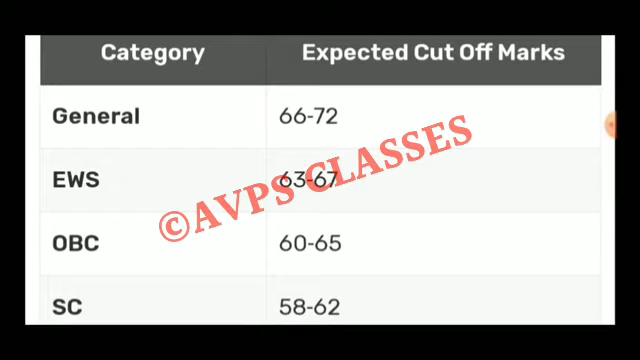 Category Expected Cut Off Marks
General 66-72
EWS 63-67
OBC 60-65
SC 58-62
©AVPS CLASSES